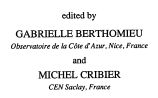 edited by
GABRIELLE BERTHOMIEU
Observatoire de la Côte d'Azur, Nice, France
and
MICHEL CRIBIER
CEN Saclay, France